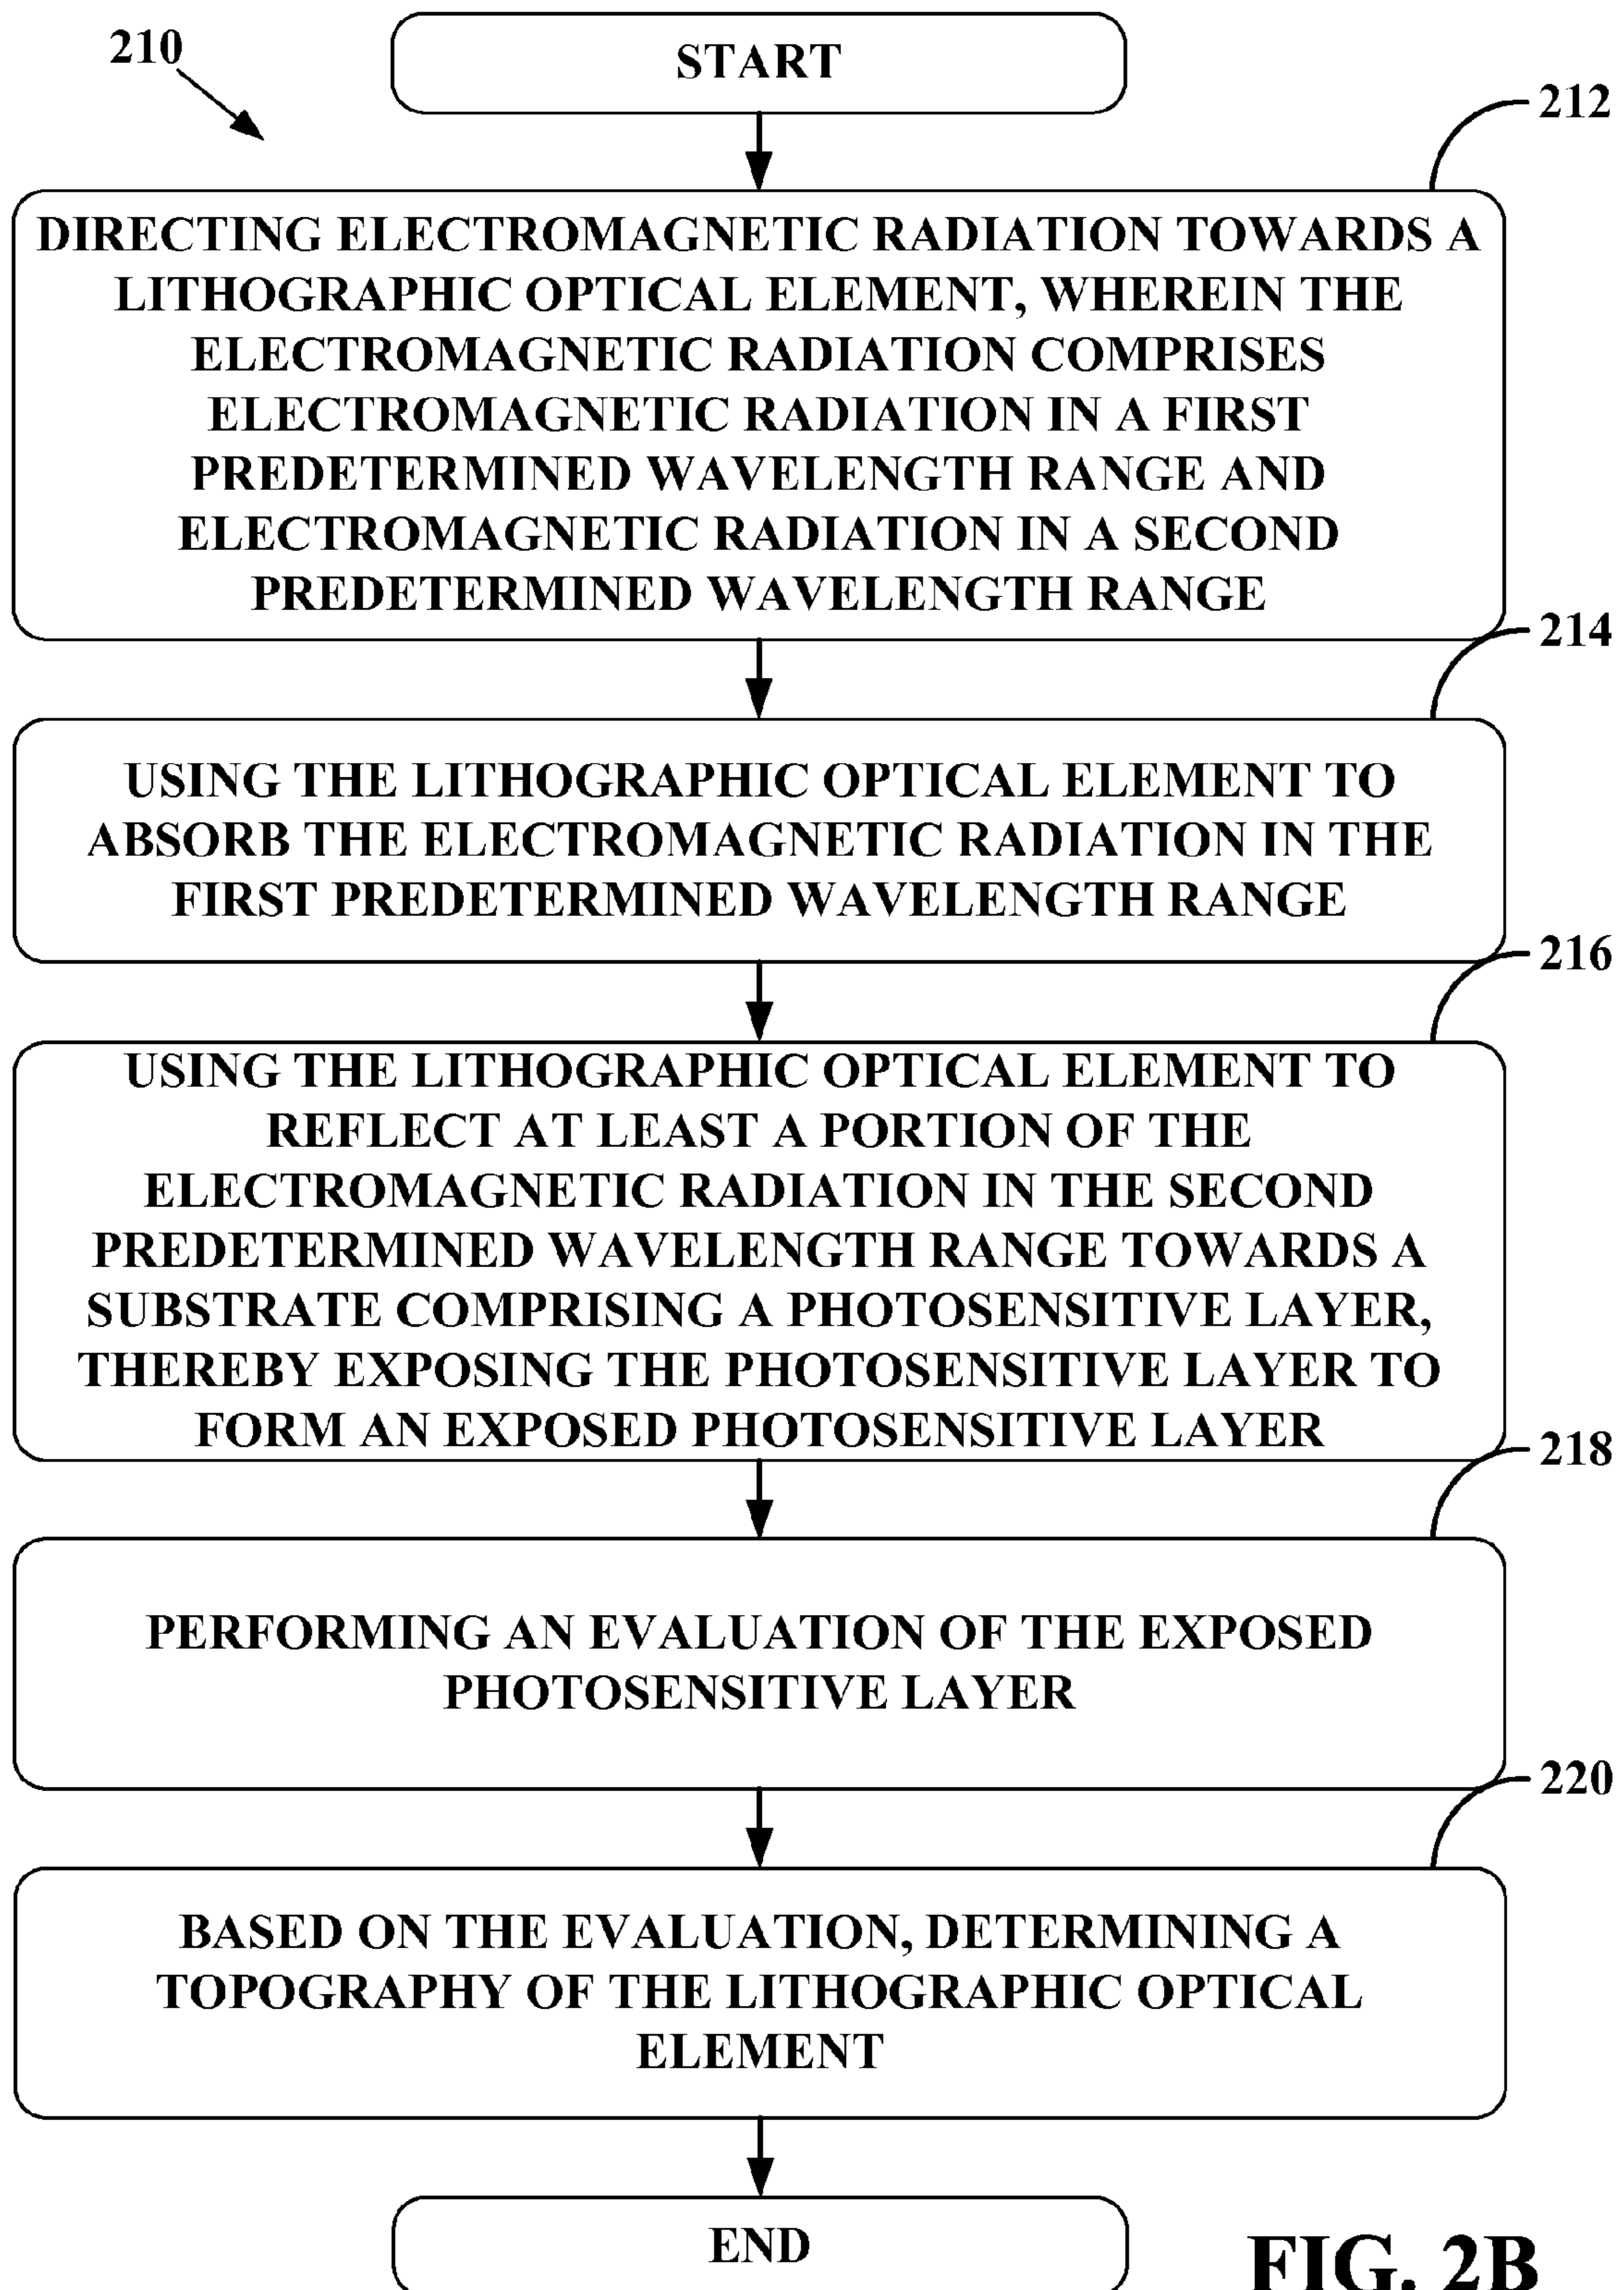 210
START
212
DIRECTING ELECTROMAGNETIC RADIATION TOWARDS A
LITHOGRAPHIC OPTICAL ELEMENT, WHEREIN THE
ELECTROMAGNETIC RADIATION COMPRISES
ELECTROMAGNETIC RADIATION IN A FIRST
PREDETERMINED WAVELENGTH RANGE AND
ELECTROMAGNETIC RADIATION IN A SECOND
PREDETERMINED WAVELENGTH RANGE
214
USING THE LITHOGRAPHIC OPTICAL ELEMENT TO
ABSORB THE ELECTROMAGNETIC RADIATION IN THE
FIRST PREDETERMINED WAVELENGTH RANGE
216
USING THE LITHOGRAPHIC OPTICAL ELEMENT TO
REFLECT AT LEAST A PORTION OF THE
ELECTROMAGNETIC RADIATION IN THE SECOND
PREDETERMINED WAVELENGTH RANGE TOWARDS A
SUBSTRATE COMPRISING A PHOTOSENSITIVE LAYER,
THEREBY EXPOSING THE PHOTOSENSITIVE LAYER TO
FORM AN EXPOSED PHOTOSENSITIVE LAYER
218
PERFORMING AN EVALUATION OF THE EXPOSED
PHOTOSENSITIVE LAYER
220
BASED ON THE EVALUATION, DETERMINING A
TOPOGRAPHY OF THE LITHOGRAPHIC OPTICAL
ELEMENT
END
FIG. 2B